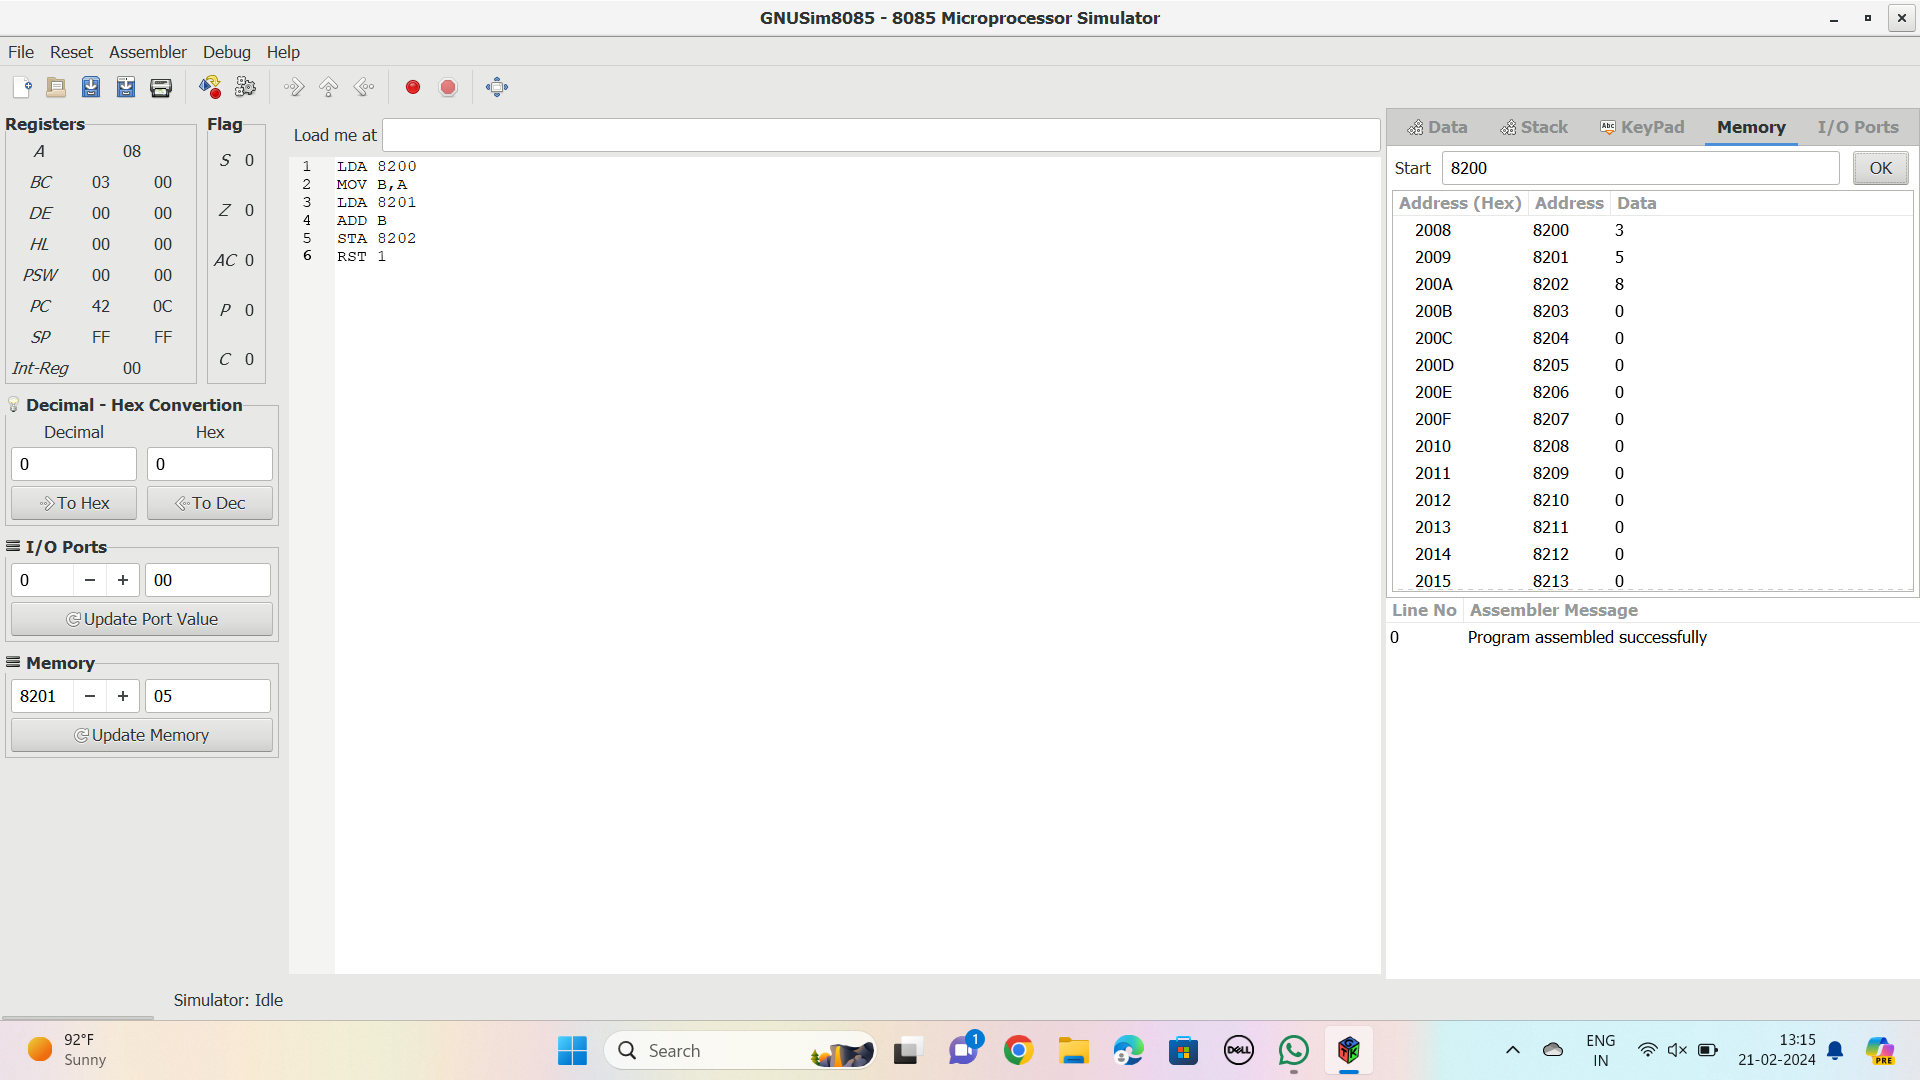 GNUSim8085 - 8085 Microprocessor Simulator
File Reset Assembler Debug Help
Registers
A 08
BC 03 00
DE 00 00
HL 00 00
PSW 00 00
PC 42 0C
SP FF FF
Int-Reg 00
Flag
S 0
Z 0
AC 0
P 0
C 0
Decimal - Hex Convertion
Decimal Hex
0 0
To Hex To Dec
I/O Ports
0 − + 00
Update Port Value
Memory
8201 − + 05
Update Memory
Load me at
1 LDA 8200
2 MOV B,A
3 LDA 8201
4 ADD B
5 STA 8202
6 RST 1
Data Stack Abc KeyPad Memory I/O Ports
Start 8200 OK
Address (Hex) Address Data
2008 8200 3
2009 8201 5
200A 8202 8
200B 8203 0
200C 8204 0
200D 8205 0
200E 8206 0
200F 8207 0
2010 8208 0
2011 8209 0
2012 8210 0
2013 8211 0
2014 8212 0
2015 8213 0
Line No Assembler Message
0 Program assembled successfully
Simulator: Idle
92°F
Sunny
Search
1
DELL
PRE
ENG
IN
13:15
21-02-2024